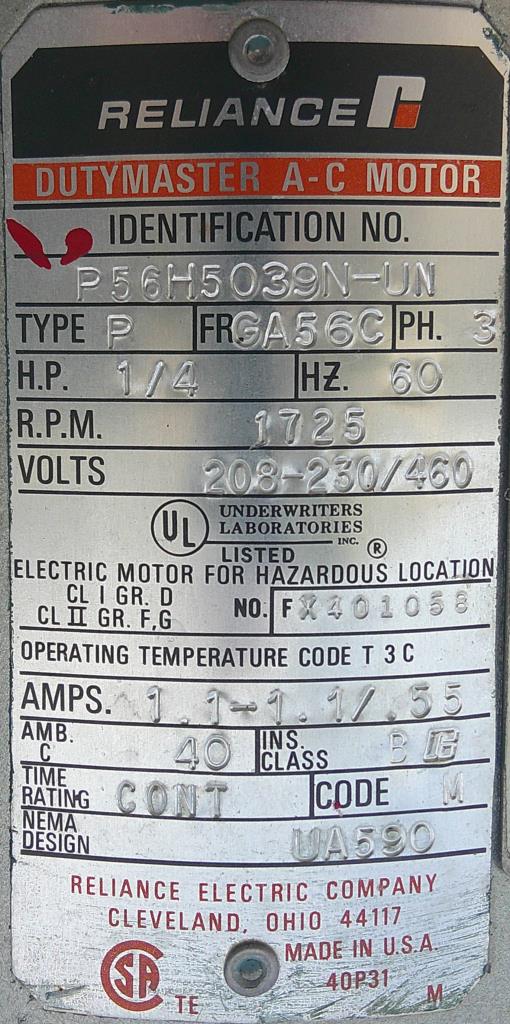 RELIANCE
DUTYMASTER A-C MOTOR
IDENTIFICATION NO.
P56H5039N-UN
TYPE P FR. GA56C PH. 3
H.P. 1/4 HZ. 60
R.P.M. 1725
VOLTS 208-230/460
UL UNDERWRITERS
LABORATORIES
INC.
LISTED ®
ELECTRIC MOTOR FOR HAZARDOUS LOCATION
CL I GR. D
CL II GR. F,G
NO. FX401058
OPERATING TEMPERATURE CODE T 3 C
AMPS. 1.1-1.1/.55
AMB. C 40 INS. CLASS B
TIME RATING CONT CODE M
NEMA DESIGN UA590
RELIANCE ELECTRIC COMPANY
CLEVELAND, OHIO 44117
MADE IN U.S.A.
SA TE 40P31 M